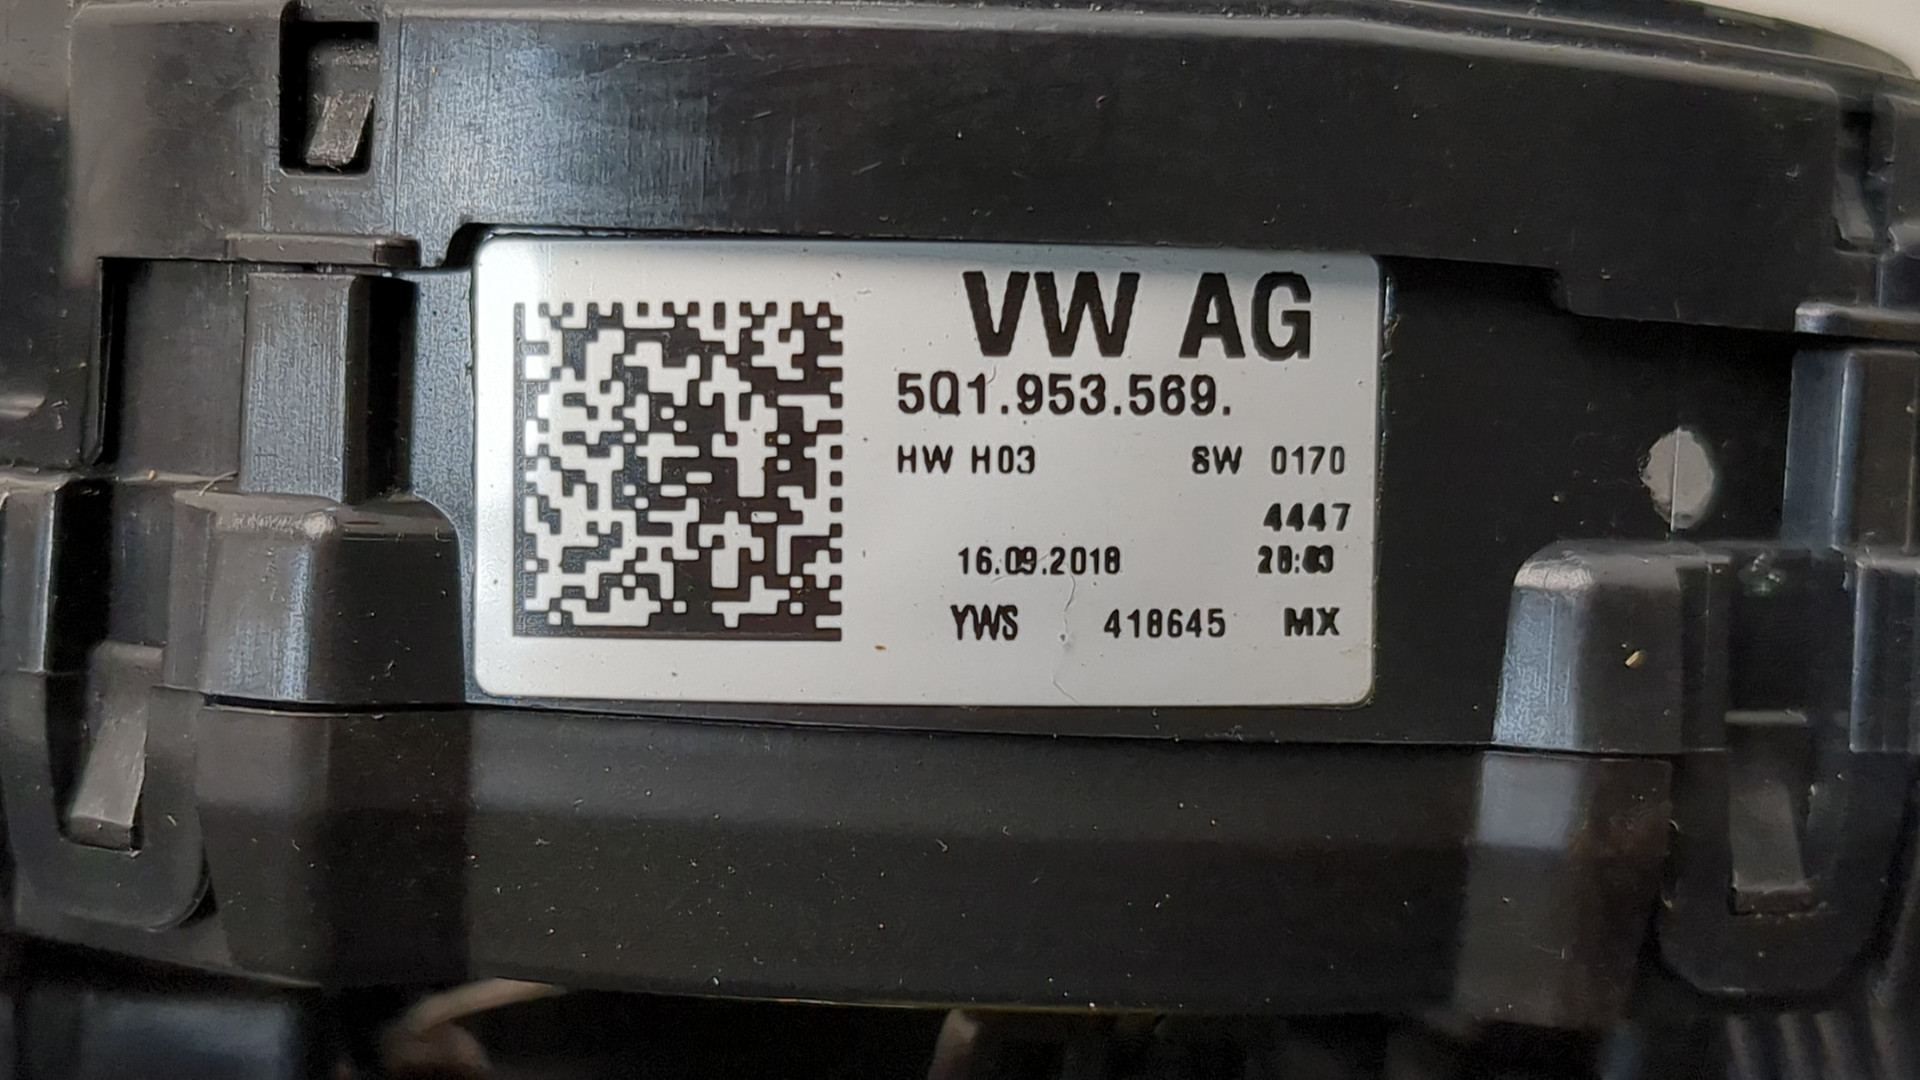 VW AG
5Q1.953.569.
HW H03 SW 0170
4447
16.09.2018
YWS 418645 MX